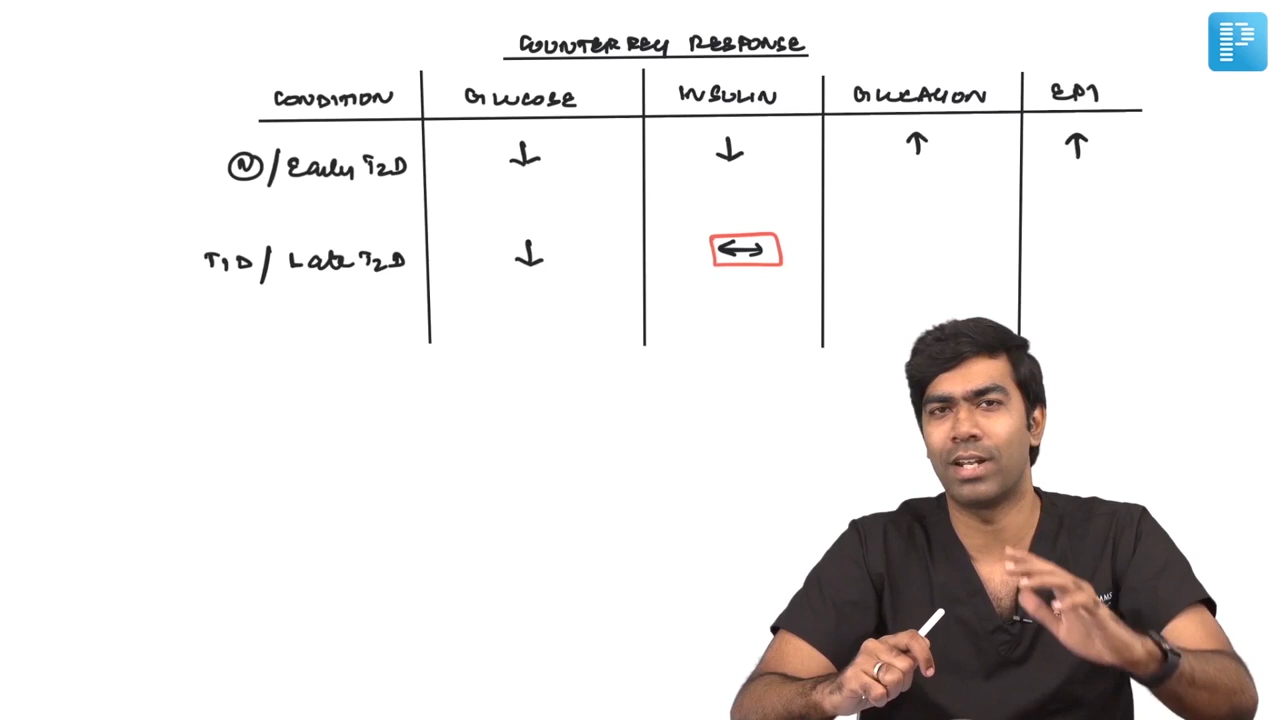 COUNTER REG RESPONSE
CONDITION GLUCOSE INSULIN GLUCAGON EPI
Ⓝ/Early T2D ↓ ↓ ↑ ↑
T1D/Late T2D ↓ ↔
P